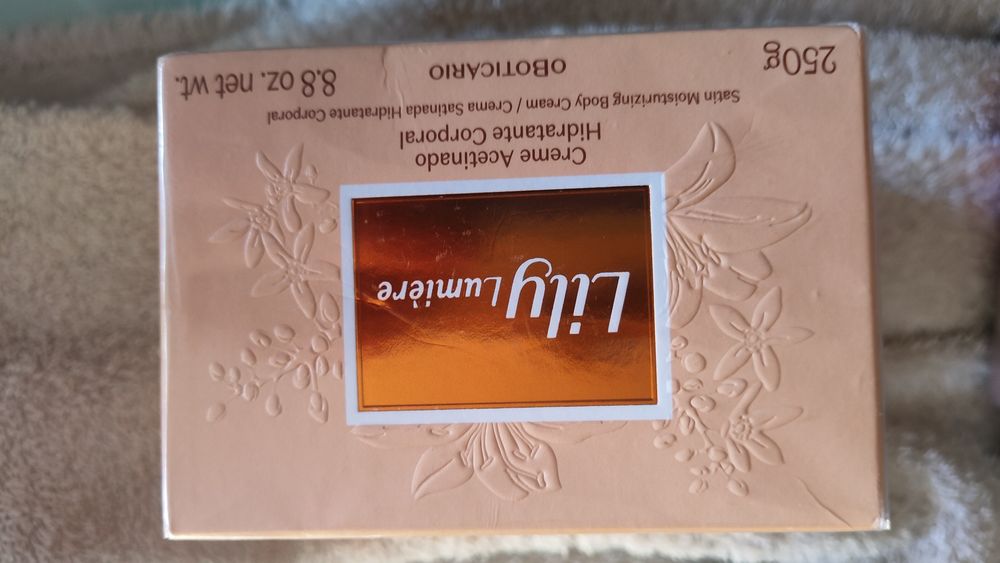 Lily Lumière
Creme Acetinado
Hidratante Corporal
Satin Moisturizing Body Cream / Crema Satinada Hidratante Corporal
250g
OBOTICÁRIO
8.8 oz. net wt.